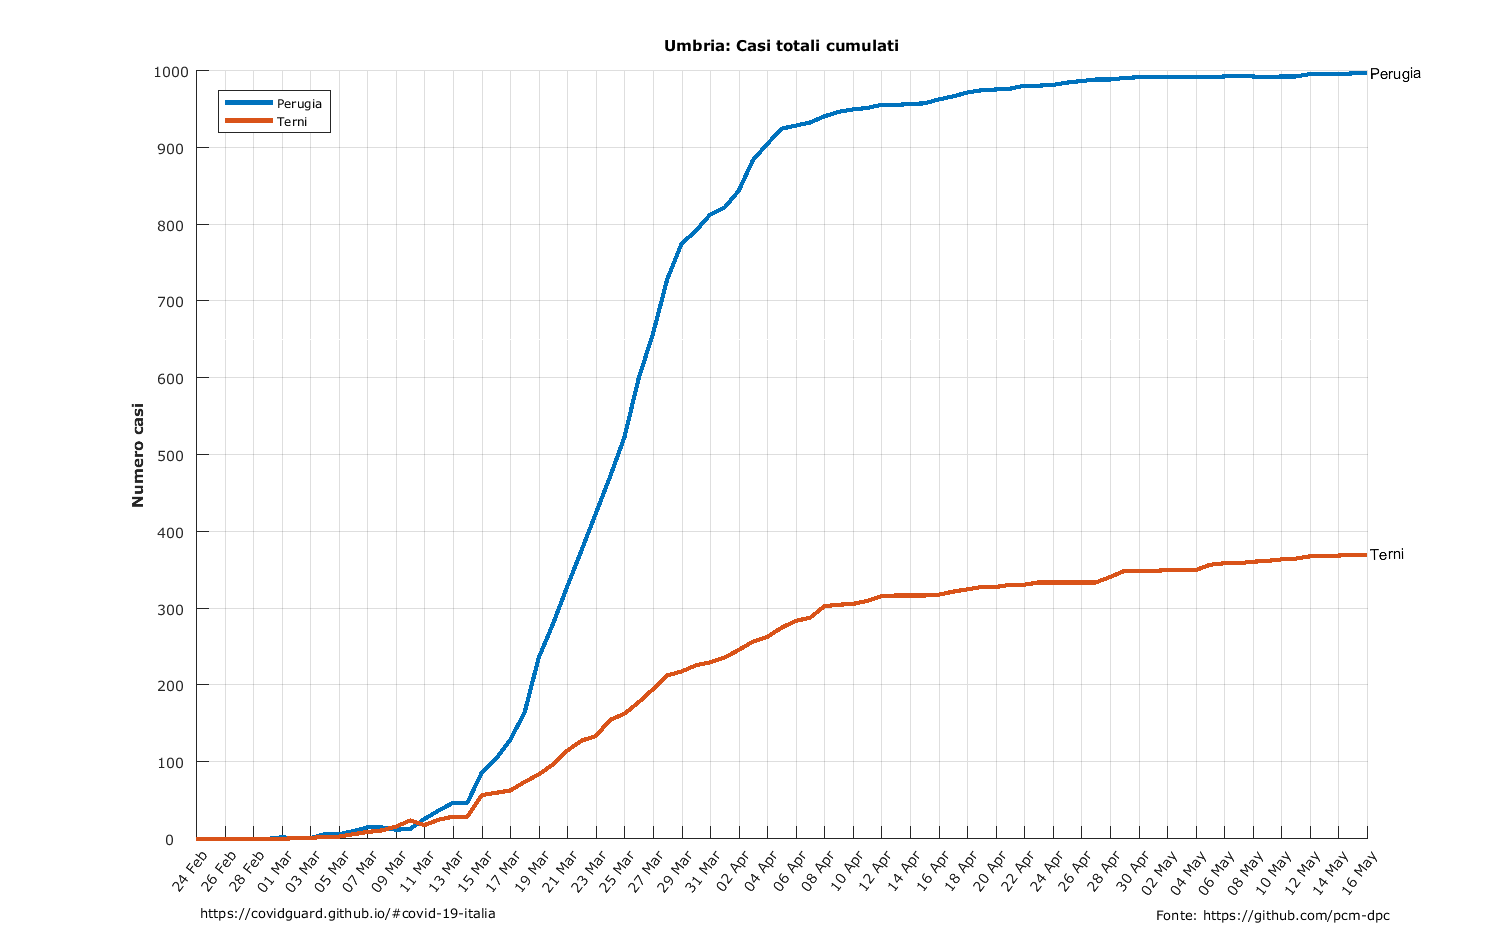 Umbria: Casi totali cumulati
Perugia
Terni
1000
900
800
700
600
500
400
300
200
100
0
Numero casi
Perugia
Terni
24 Feb
26 Feb
28 Feb
01 Mar
03 Mar
05 Mar
07 Mar
09 Mar
11 Mar
13 Mar
15 Mar
17 Mar
19 Mar
21 Mar
23 Mar
25 Mar
27 Mar
29 Mar
31 Mar
02 Apr
04 Apr
06 Apr
08 Apr
10 Apr
12 Apr
14 Apr
16 Apr
18 Apr
20 Apr
22 Apr
24 Apr
26 Apr
28 Apr
30 Apr
02 May
04 May
06 May
08 May
10 May
12 May
14 May
16 May
https://covidguard.github.io/#covid-19-italia
Fonte: https://github.com/pcm-dpc